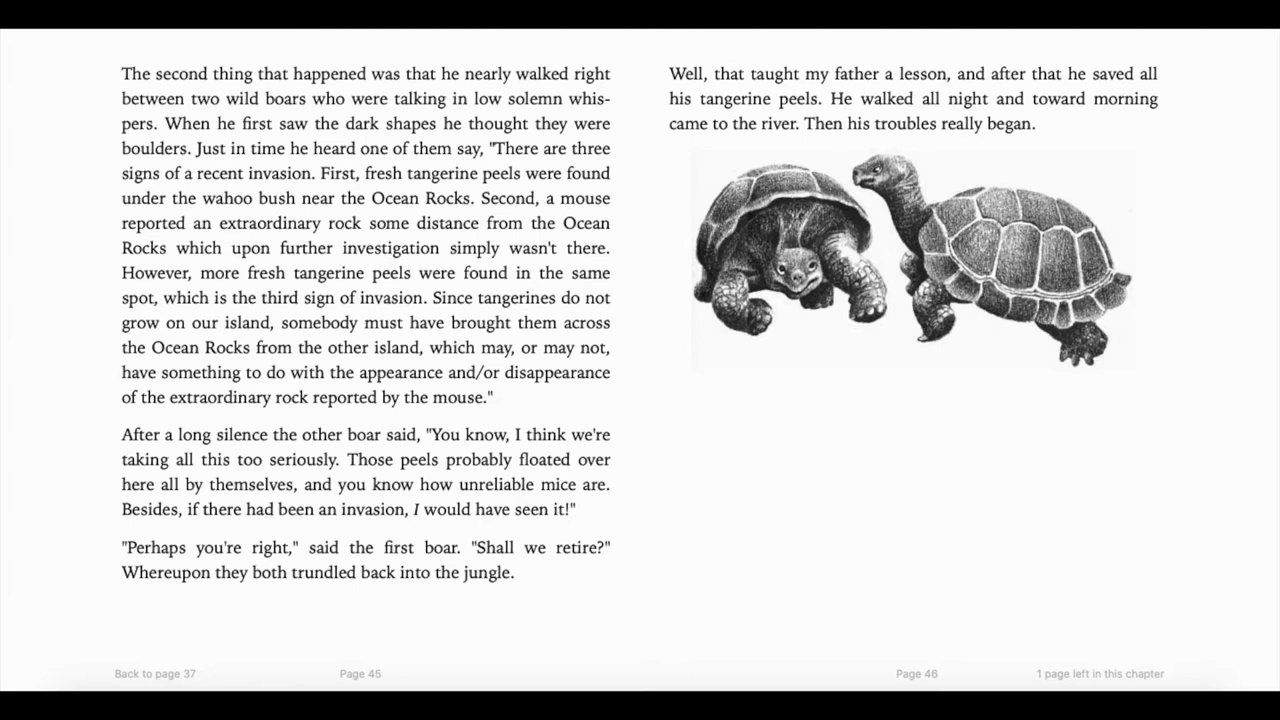 The second thing that happened was that he nearly walked right
between two wild boars who were talking in low solemn whis-
pers. When he first saw the dark shapes he thought they were
boulders. Just in time he heard one of them say, "There are three
signs of a recent invasion. First, fresh tangerine peels were found
under the wahoo bush near the Ocean Rocks. Second, a mouse
reported an extraordinary rock some distance from the Ocean
Rocks which upon further investigation simply wasn't there.
However, more fresh tangerine peels were found in the same
spot, which is the third sign of invasion. Since tangerines do not
grow on our island, somebody must have brought them across
the Ocean Rocks from the other island, which may, or may not,
have something to do with the appearance and/or disappearance
of the extraordinary rock reported by the mouse."
After a long silence the other boar said, "You know, I think we're
taking all this too seriously. Those peels probably floated over
here all by themselves, and you know how unreliable mice are.
Besides, if there had been an invasion, I would have seen it!"
"Perhaps you're right," said the first boar. "Shall we retire?"
Whereupon they both trundled back into the jungle.
Back to page 37
Page 45
Well, that taught my father a lesson, and after that he saved all
his tangerine peels. He walked all night and toward morning
came to the river. Then his troubles really began.
Page 46
1 page left in this chapter